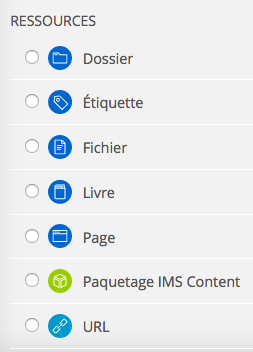 RESSOURCES
Dossier
Étiquette
Fichier
Livre
Page
Paquetage IMS Content
URL